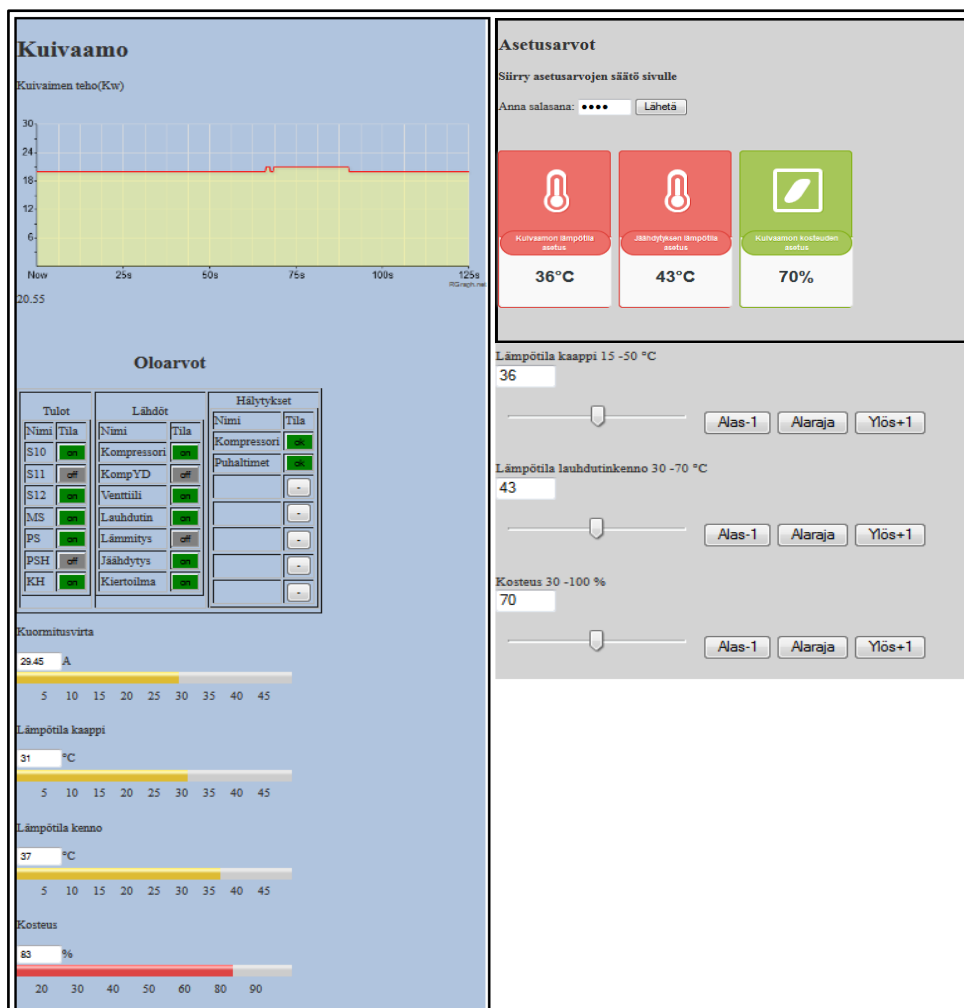 Kuivaamo
Kuivaimen teho(Kw)
30
24
18
12
6
Now 25s 50s 75s 100s 125s
RGraph.net
20.55
Oloarvot
Tulot Lähdöt Hälytykset
Nimi Tila Nimi Tila Nimi Tila
S10 on Kompressori on Kompressori ok
S11 off KompYD off Puhaltimet ok
S12 on Venttiili on -
MS on Lauhdutin on -
PS on Lämmitys off -
PSH off Jäähdytys on -
KH on Kiertoilma on -
Kuormitusvirta
29.45 A
5 10 15 20 25 30 35 40 45
Lämpötila kaappi
31 °C
5 10 15 20 25 30 35 40 45
Lämpötila kenno
37 °C
5 10 15 20 25 30 35 40 45
Kosteus
83 %
20 30 40 50 60 80 90
Asetusarvot
Siirry asetusarvojen säätö sivulle
Anna salasana: •••• Lähetä
Kuivaamon lämpötila
asetus
36°C
Jäähdytyksen lämpötila
asetus
43°C
Kuivaamon kosteuden
asetus
70%
Lämpötila kaappi 15 -50 °C
36
Alas-1 Alaraja Ylös+1
Lämpötila lauhdutinkenno 30 -70 °C
43
Alas-1 Alaraja Ylös+1
Kosteus 30 -100 %
70
Alas-1 Alaraja Ylös+1